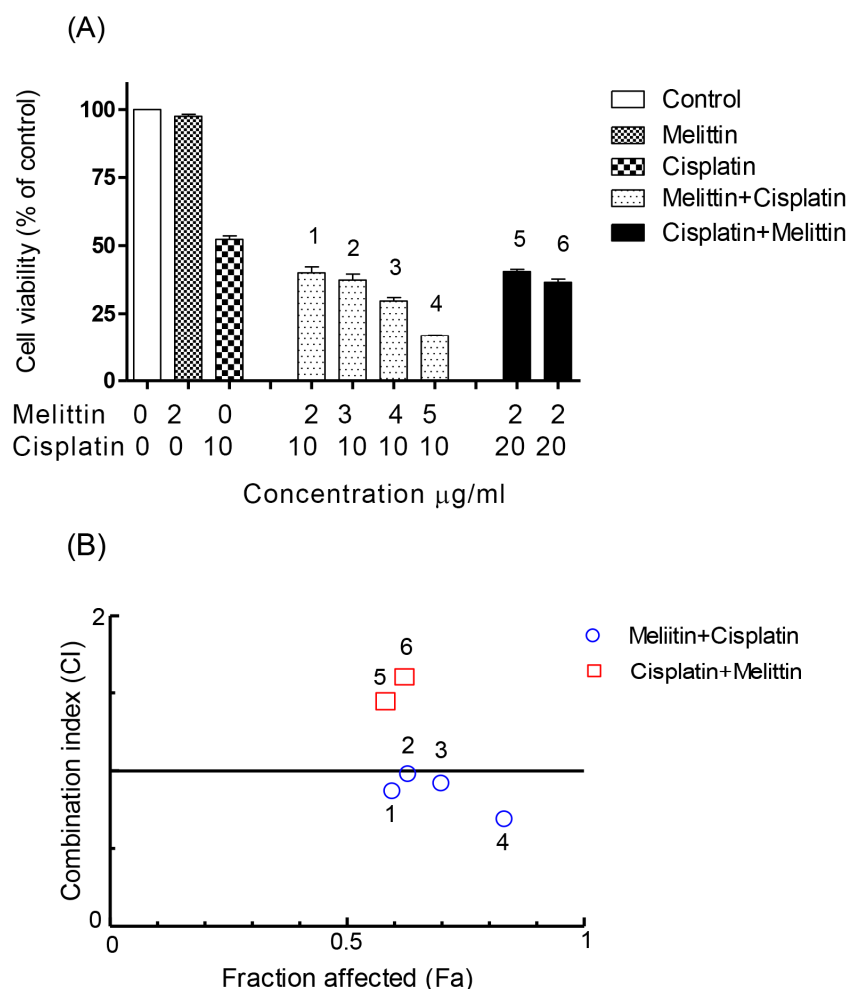 (A)
Cell viability (% of control)
100
75
50
25
0
1
2
3
4
5
6
Control
Melittin
Cisplatin
Melittin+Cisplatin
Cisplatin+Melittin
Melittin 0 2 0 2 3 4 5 2 2
Cisplatin 0 0 10 10 10 10 10 20 20
Concentration μg/ml
(B)
Combination index (CI)
2
0
6
5
2
3
1
4
Meliitin+Cisplatin
Cisplatin+Melittin
0
0.5
1
Fraction affected (Fa)